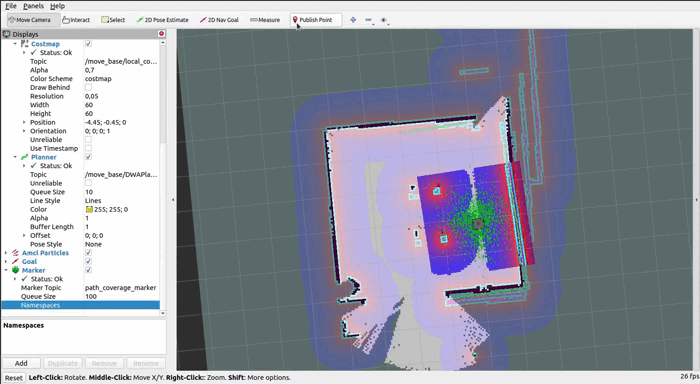 File Panels Help
Move Camera Interact Select 2D Pose Estimate 2D Nav Goal Measure Publish Point
Displays
Costmap
Status: Ok
Topic /move_base/local_co...
Alpha 0,7
Color Scheme costmap
Draw Behind
Resolution 0,05
Width 60
Height 60
Position -4.45; -0.45; 0
Orientation 0; 0; 0; 1
Unreliable
Use Timestamp
Planner
Status: Ok
Topic /move_base/DWAPla...
Unreliable
Queue Size 10
Line Style Lines
Color 255; 255; 0
Alpha 1
Buffer Length 1
Offset 0; 0; 0
Pose Style None
Amcl Particles
Goal
Marker
Status: Ok
Marker Topic path_coverage_marker
Queue Size 100
Namespaces
Namespaces
Add Duplicate Remove Rename
Reset Left-Click: Rotate. Middle-Click: Move X/Y. Right-Click:: Zoom. Shift: More options. 26 fps